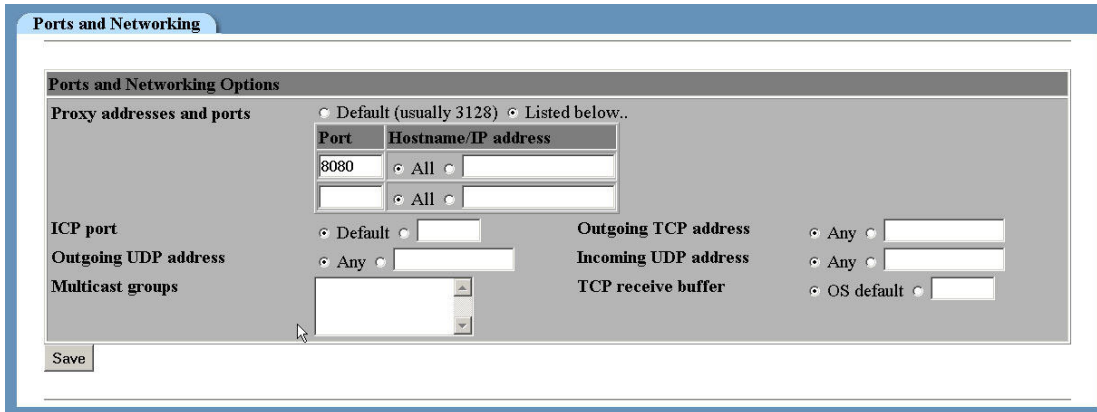 Ports and Networking
Ports and Networking Options
Proxy addresses and ports Default (usually 3128) Listed below..
Port Hostname/IP address
8080 All
All
ICP port Default Outgoing TCP address Any
Outgoing UDP address Any Incoming UDP address Any
Multicast groups TCP receive buffer OS default
Save